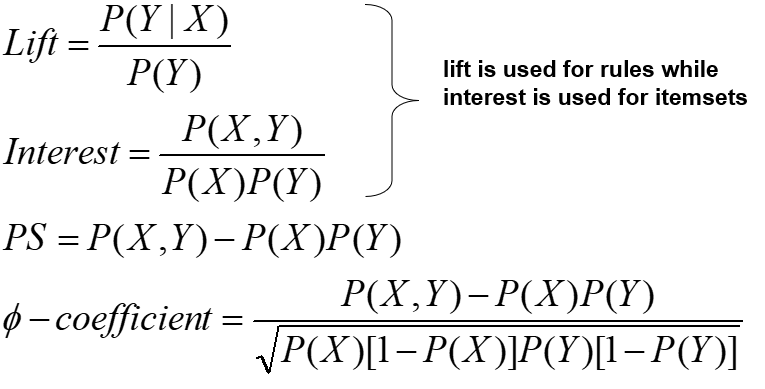 Lift = P(Y | X) / P(Y)
lift is used for rules while
interest is used for itemsets
Interest = P(X,Y) / P(X)P(Y)
PS = P(X,Y) − P(X)P(Y)
ϕ − coefficient = P(X,Y) − P(X)P(Y) / √P(X)[1 − P(X)]P(Y)[1 − P(Y)]